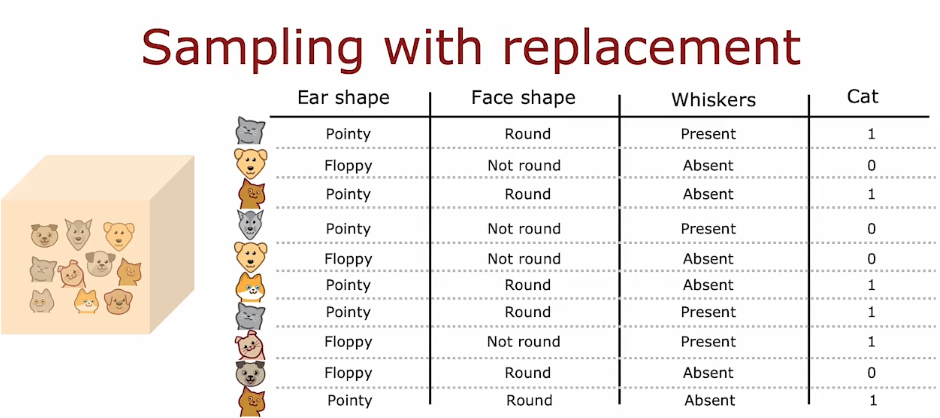 Sampling with replacement
Ear shape Face shape Whiskers Cat
Pointy Round Present 1
Floppy Not round Absent 0
Pointy Round Absent 1
Pointy Not round Present 0
Floppy Not round Absent 0
Pointy Round Absent 1
Pointy Round Present 1
Floppy Not round Present 1
Floppy Round Absent 0
Pointy Round Absent 1